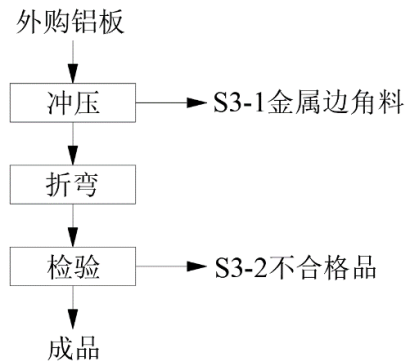 外购铝板
冲压
S3-1金属边角料
折弯
检验
S3-2不合格品
成品